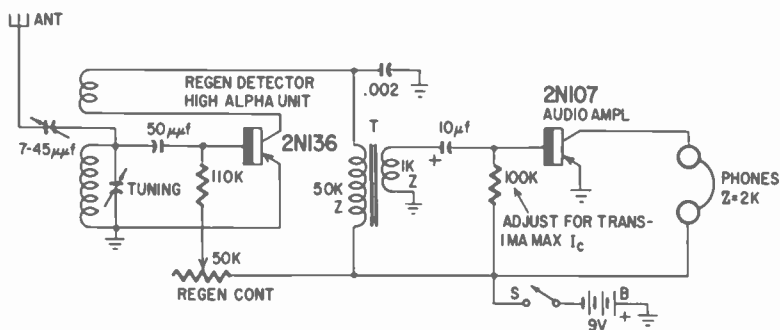 ANT
REGEN DETECTOR
HIGH ALPHA UNIT
.002
7-45μμf
50μμf
2N136
T
10μf
+
2N107
AUDIO AMPL
TUNING
110K
50K
Z
1K
Z
100K
ADJUST FOR TRANS-
IMA MAX Ic
PHONES
Z=2K
50K
REGEN CONT
S
B
+
9V